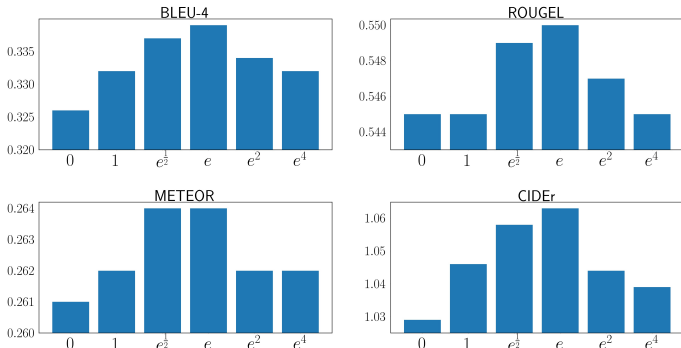 BLEU-4
0.335
0.330
0.325
0.320
0 1 e^{1/2} e e^2 e^4
ROUGEL
0.550
0.548
0.546
0.544
0 1 e^{1/2} e e^2 e^4
METEOR
0.264
0.263
0.262
0.261
0.260
0 1 e^{1/2} e e^2 e^4
CIDEr
1.06
1.05
1.04
1.03
0 1 e^{1/2} e e^2 e^4